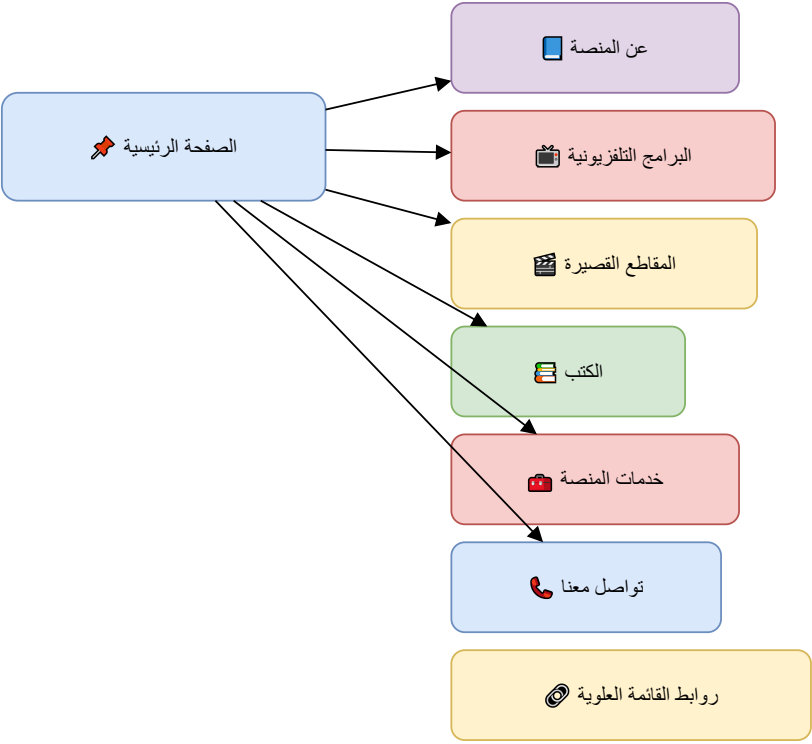 الصفحة الرئيسية 📌
عن المنصة 📘
البرامج التلفزيونية 📺
المقاطع القصيرة 🎬
الكتب 📚
خدمات المنصة 🧰
تواصل معنا 📞
روابط القائمة العلوية 🔗